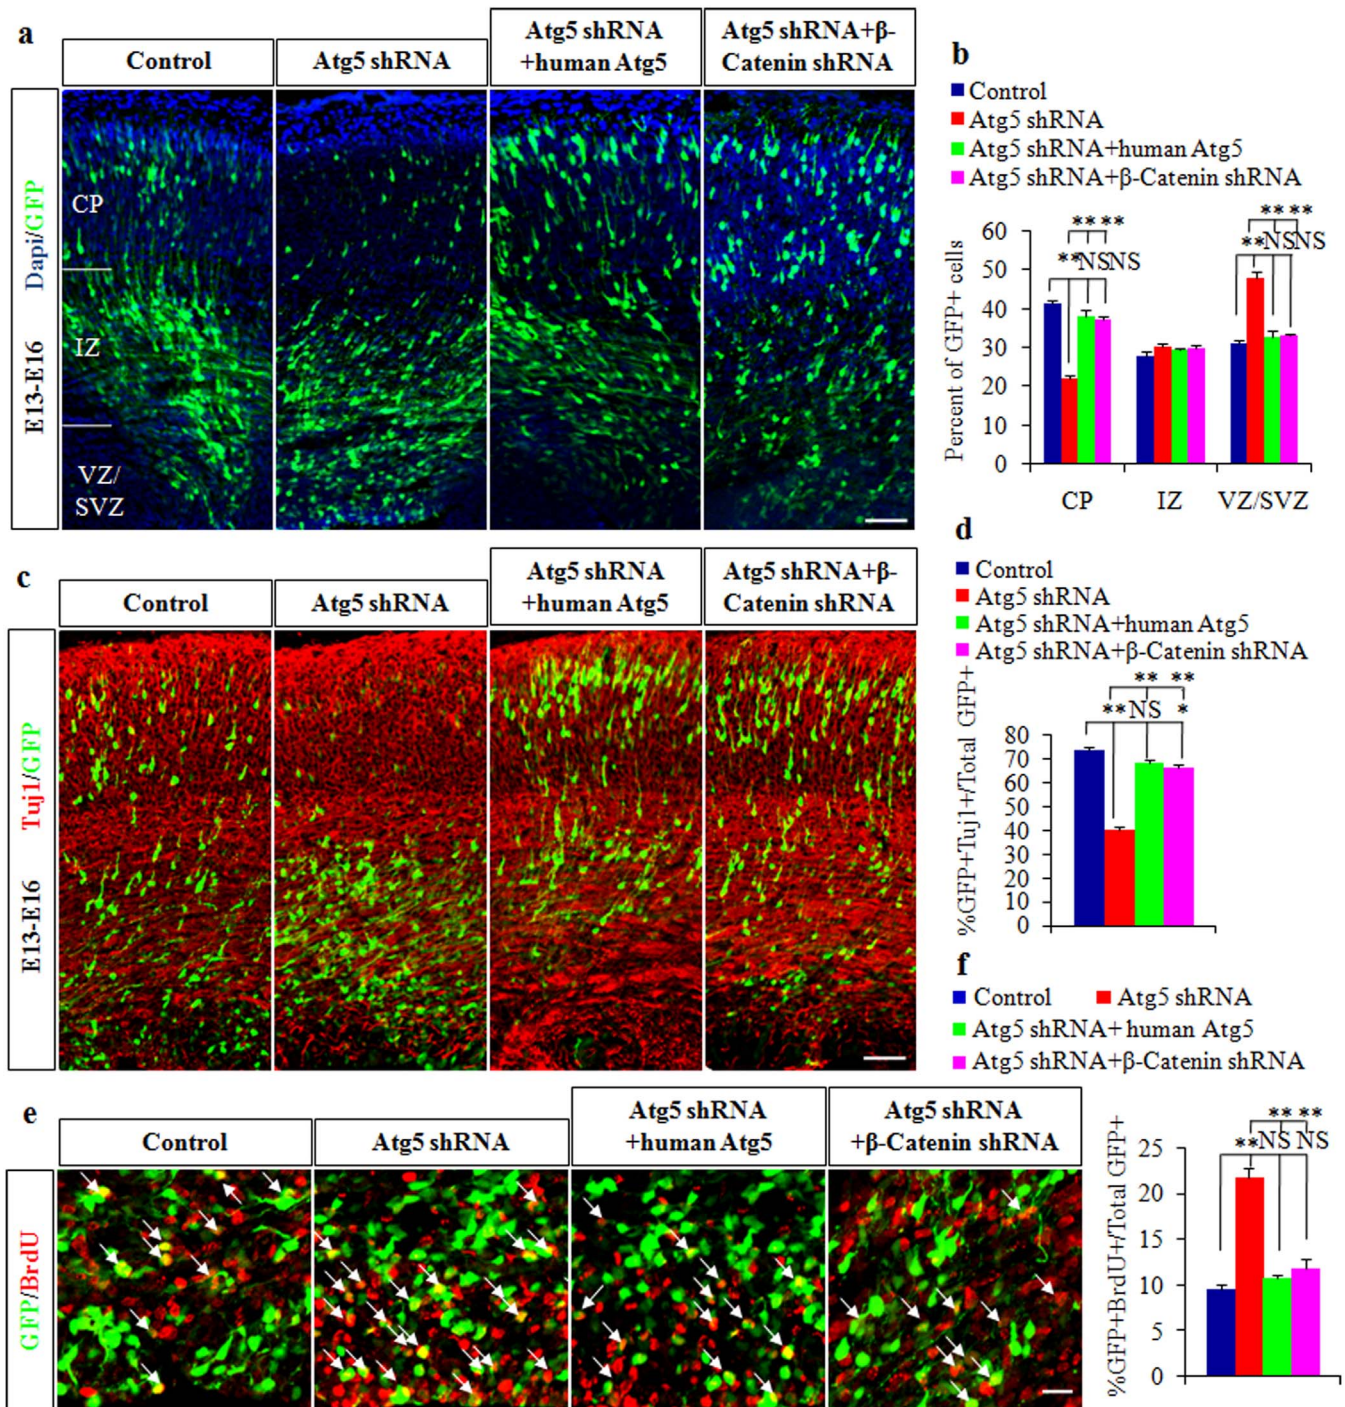 a
Control
Atg5 shRNA
Atg5 shRNA
+human Atg5
Atg5 shRNA+β-
Catenin shRNA
E13-E16 Dapi/GFP
CP
IZ
VZ/
SVZ
b
Control
Atg5 shRNA
Atg5 shRNA+human Atg5
Atg5 shRNA+β-Catenin shRNA
Percent of GFP+ cells
60
50
40
30
20
10
0
** **
**NSNS
** **
**NSNS
CP IZ VZ/SVZ
c
Control
Atg5 shRNA
Atg5 shRNA
+human Atg5
Atg5 shRNA+β-
Catenin shRNA
E13-E16 Tuj1/GFP
d
Control
Atg5 shRNA
Atg5 shRNA+human Atg5
Atg5 shRNA+β-Catenin shRNA
%GFP+Tuj1+/Total GFP+
** **
** NS *
80
70
60
50
40
30
20
10
0
e
Control
Atg5 shRNA
Atg5 shRNA
+human Atg5
Atg5 shRNA
+β-Catenin shRNA
GFP/BrdU
f
Control Atg5 shRNA
Atg5 shRNA+ human Atg5
Atg5 shRNA+β-Catenin shRNA
%GFP+BrdU+/Total GFP+
** **
**NS NS
25
20
15
10
5
0